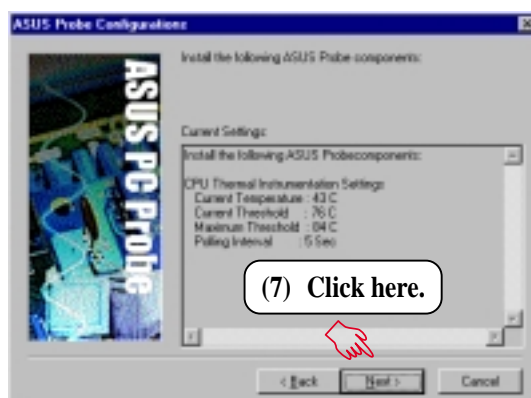 ASUS Probe Configurations
Install the following ASUS Probe components:
ASUS PC Probe
Current Settings:
Install the following ASUS Probecomponents:
CPU Thermal Instrumentation Settings
Current Temperature : 43 C
Current Threshold : 76 C
Maximum Threshold : 84 C
Polling Interval : 5 Sec
(7) Click here.
< Back
Next >
Cancel